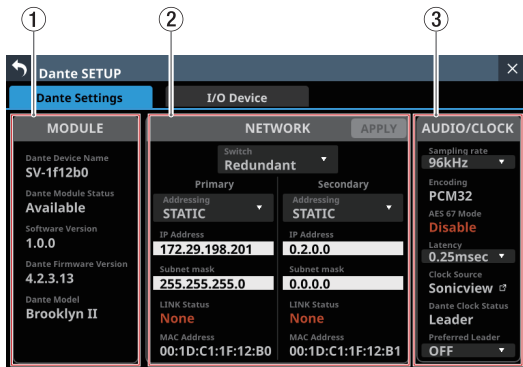 ① ② ③
Dante SETUP
Dante Settings I/O Device
MODULE
Dante Device Name
SV-1f12b0
Dante Module Status
Available
Software Version
1.0.0
Dante Firmware Version
4.2.3.13
Dante Model
Brooklyn II
NETWORK APPLY
Switch
Redundant
Primary Secondary
Addressing Addressing
STATIC STATIC
IP Address IP Address
172.29.198.201 0.2.0.0
Subnet mask Subnet mask
255.255.255.0 0.0.0.0
LINK Status LINK Status
None None
MAC Address MAC Address
00:1D:C1:1F:12:B0 00:1D:C1:1F:12:B1
AUDIO/CLOCK
Sampling rate
96kHz
Encoding
PCM32
AES 67 Mode
Disable
Latency
0.25msec
Clock Source
Sonicview
Dante Clock Status
Leader
Preferred Leader
OFF